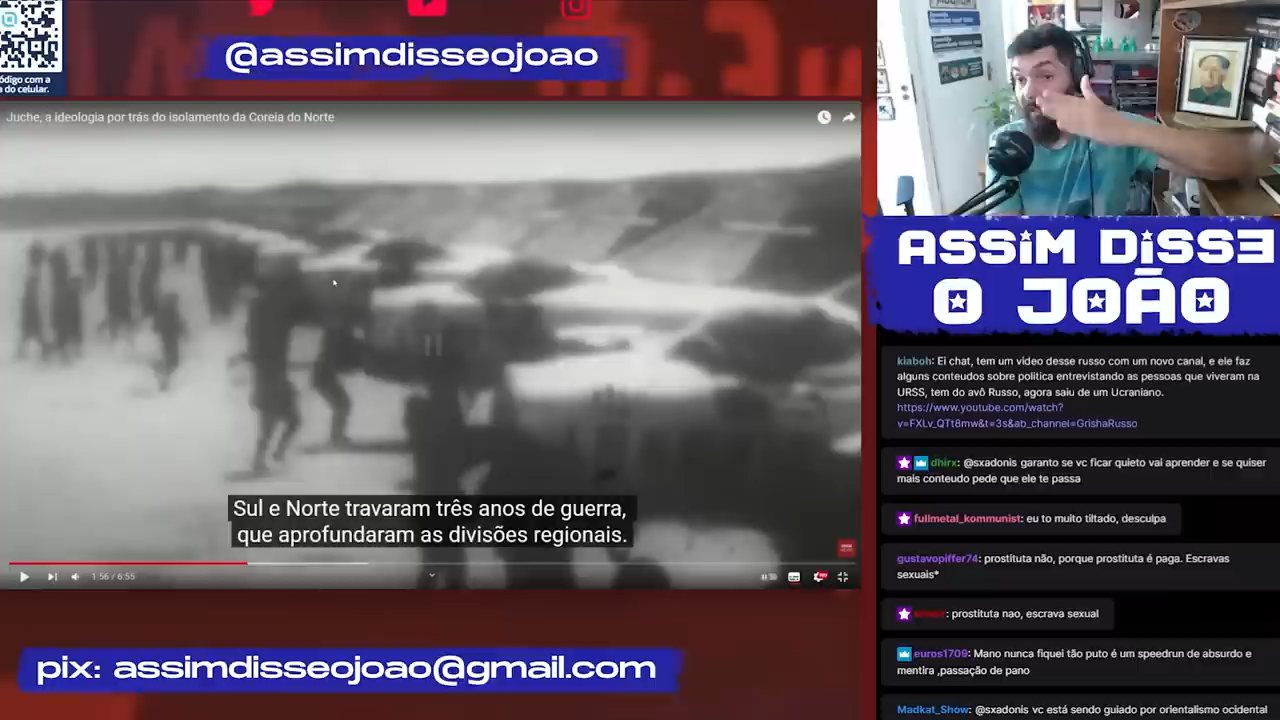 ódigo com a
a do celular.
@assimdisseojoao
Juche, a ideologia por trás do isolamento da Coreia do Norte
Sul e Norte travaram três anos de guerra,
que aprofundaram as divisões regionais.
1:56 / 6:55
pix: assimdisseojoao@gmail.com
ASSIM DISSE
O JOÃO
kiaboh: Ei chat, tem um video desse russo com um novo canal, e ele faz
alguns conteudos sobre politica entrevistando as pessoas que viveram na
URSS, tem do avô Russo, agora saiu de um Ucraniano.
https://www.youtube.com/watch?
v=FXLv_QTt8mw&t=3s&ab_channel=GrishaRusso
dhirx: @sxadonis garanto se vc ficar quieto vai aprender e se quiser
mais conteudo pede que ele te passa
fullmetal_kommunist: eu to muito tiltado, desculpa
gustavopiffer74: prostituta não, porque prostituta é paga. Escravas
sexuais*
: prostituta nao, escrava sexual
euros1709: Mano nunca fiquei tão puto é um speedrun de absurdo e
mentira ,passação de pano
Madkat_Show: @sxadonis vc está sendo guiado por orientalismo ocidental